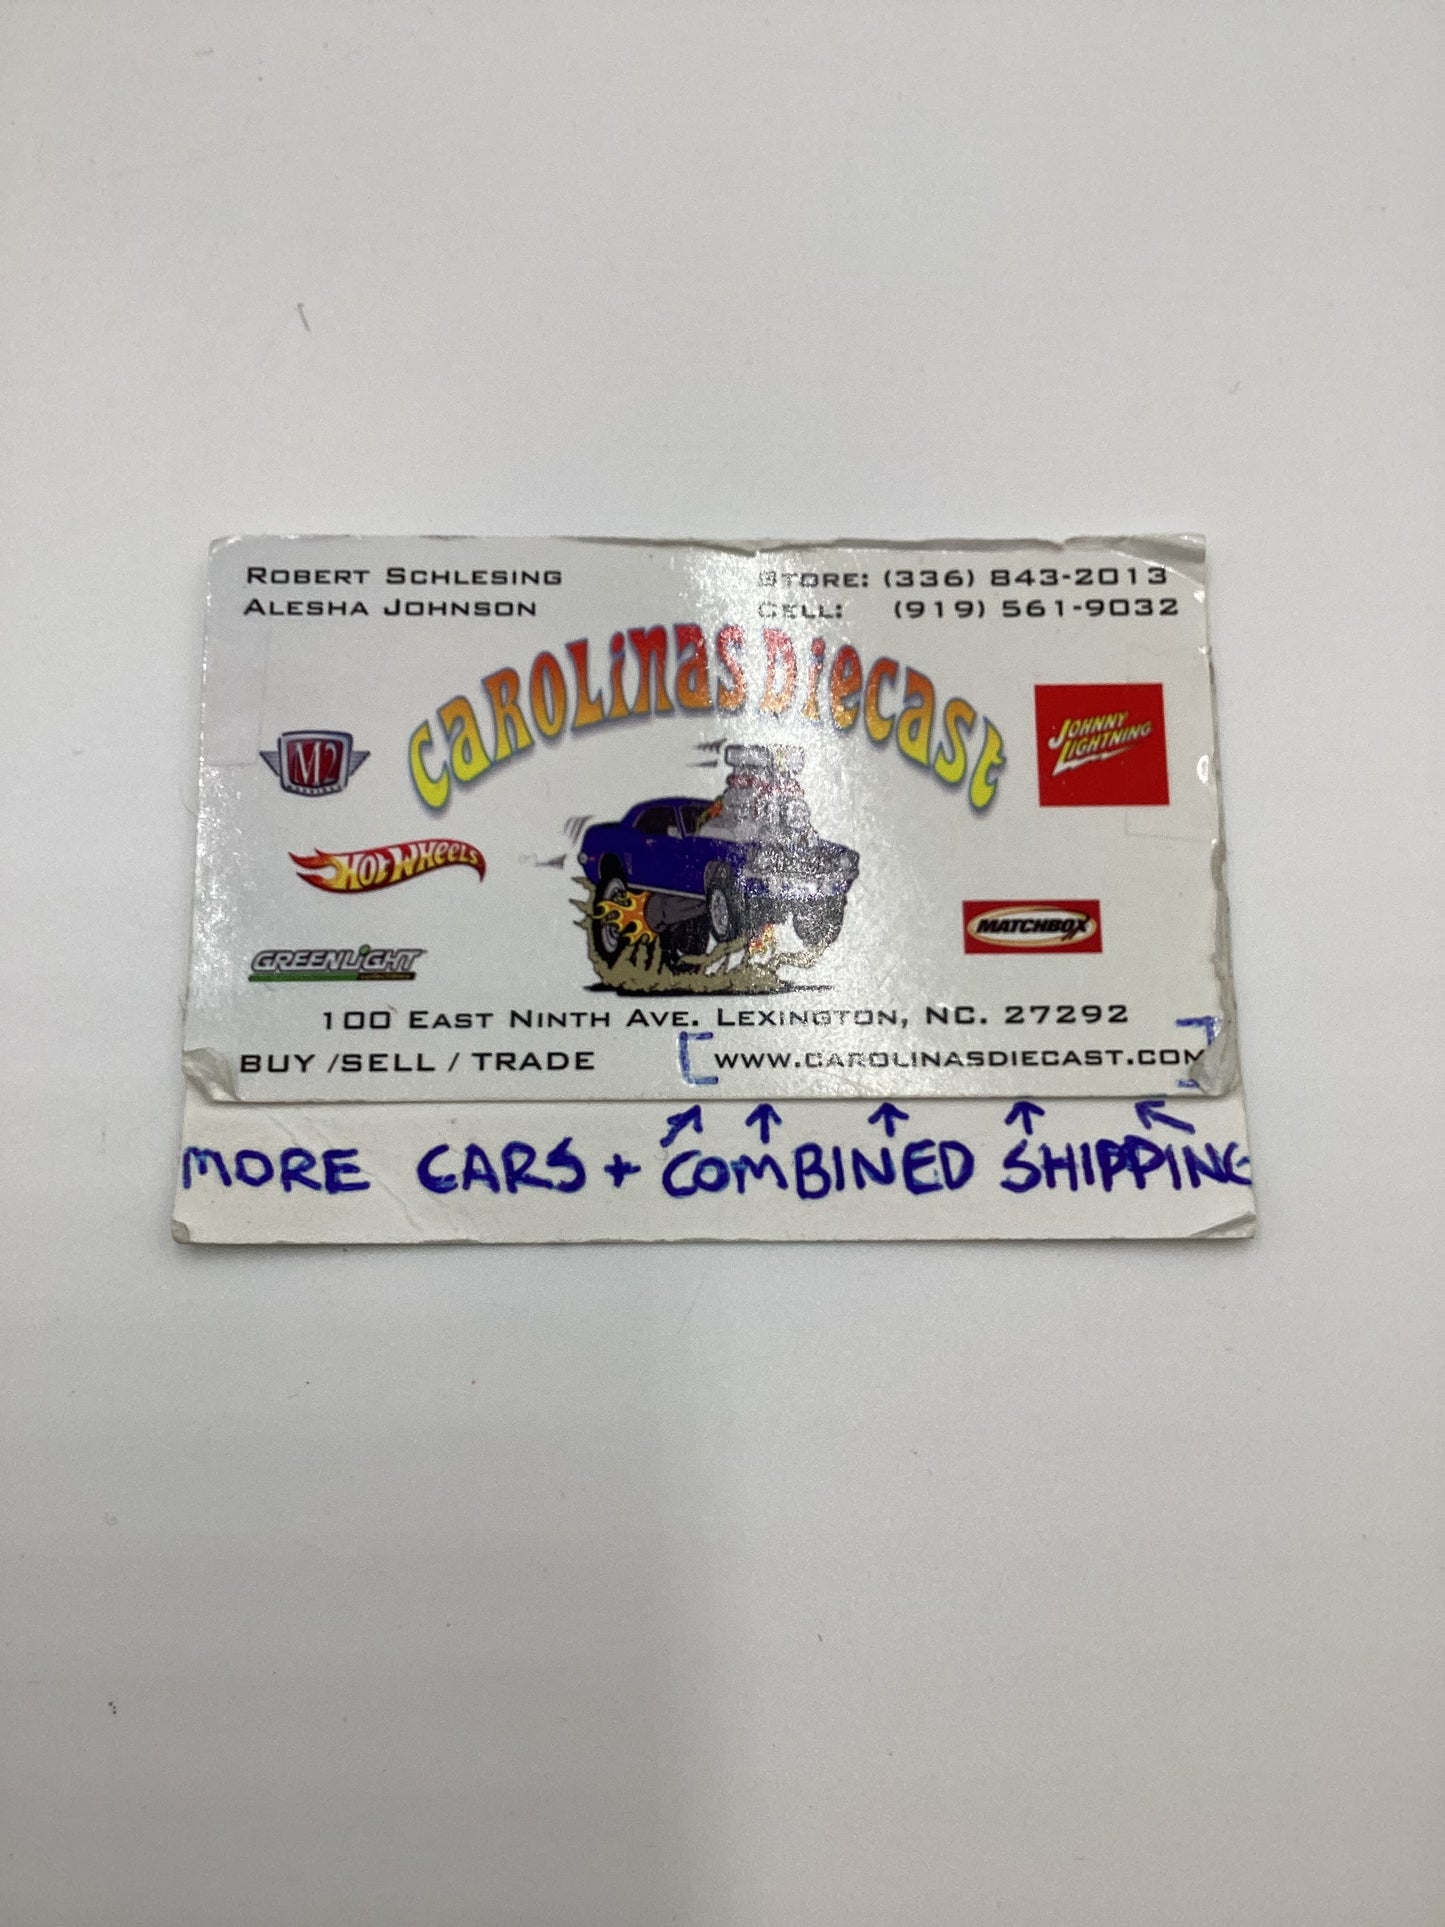 ROBERT SCHLESING
ALESHA JOHNSON
STORE: (336) 843-2013
CELL: (919) 561-9032
CAROLINAS DIECAST
M2
JOHNNY
LIGHTNING
HOT WHEELS
MATCHBOX
GREENLIGHT
100 EAST NINTH AVE. LEXINGTON, NC. 27292
BUY /SELL / TRADE [WWW.CAROLINASDIECAST.COM]
MORE CARS + COMBINED SHIPPING